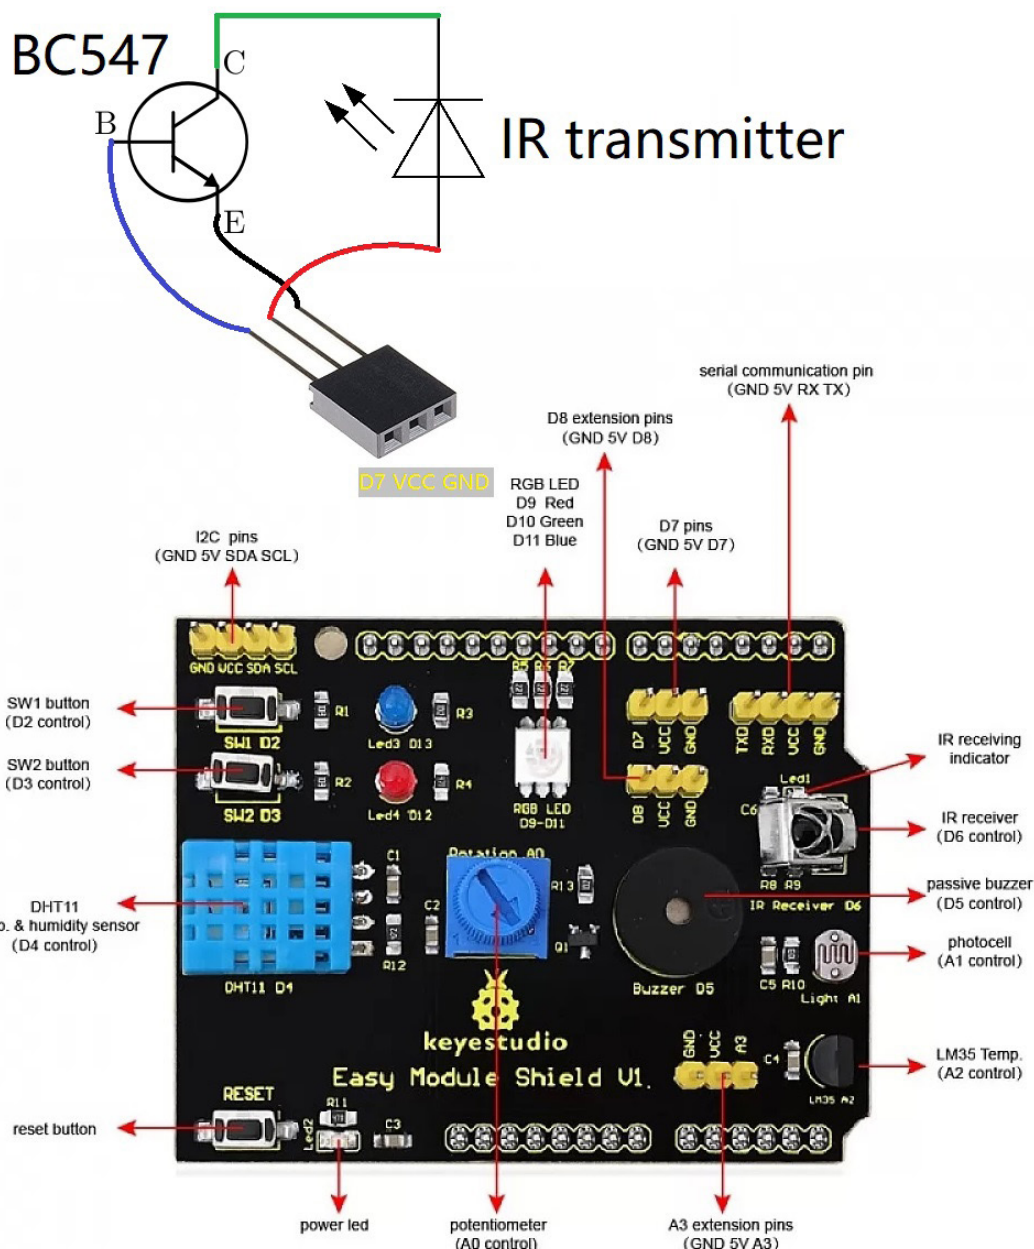 BC547
C
B
IR transmitter
E
D7 VCC GND
serial communication pin
(GND 5V RX TX)
D8 extension pins
(GND 5V D8)
RGB LED
D9 Red
D10 Green
D11 Blue
D7 pins
(GND 5V D7)
I2C pins
(GND 5V SDA SCL)
GND VCC SDA SCL
R5 R6 R7
SW1 button
(D2 control)
R1
R3
SW1 D2
Led3 D13
D7
VCC
GND
TXD
RXD
VCC
GND
IR receiving
indicator
SW2 button
(D3 control)
R2
R4
SW2 D3
Led4 D12
RGB LED
D9-D11
D8
VCC
GND
Led1
C6
IR receiver
(D6 control)
R8 R9
IR Receiver D6
DHT11
p. & humidity sensor
(D4 control)
C1
R12
DHT11 D4
Rotation A0
C2
R13
Q1
Buzzer D5
passive buzzer
(D5 control)
photocell
(A1 control)
C5 R10
Light A1
keyestudio
Easy Module Shield V1.
GND
VCC
A3
C4
LM35 A2
LM35 Temp.
(A2 control)
RESET
R11
Led2
C3
reset button
power led
potentiometer
(A0 control)
A3 extension pins
(GND 5V A3)